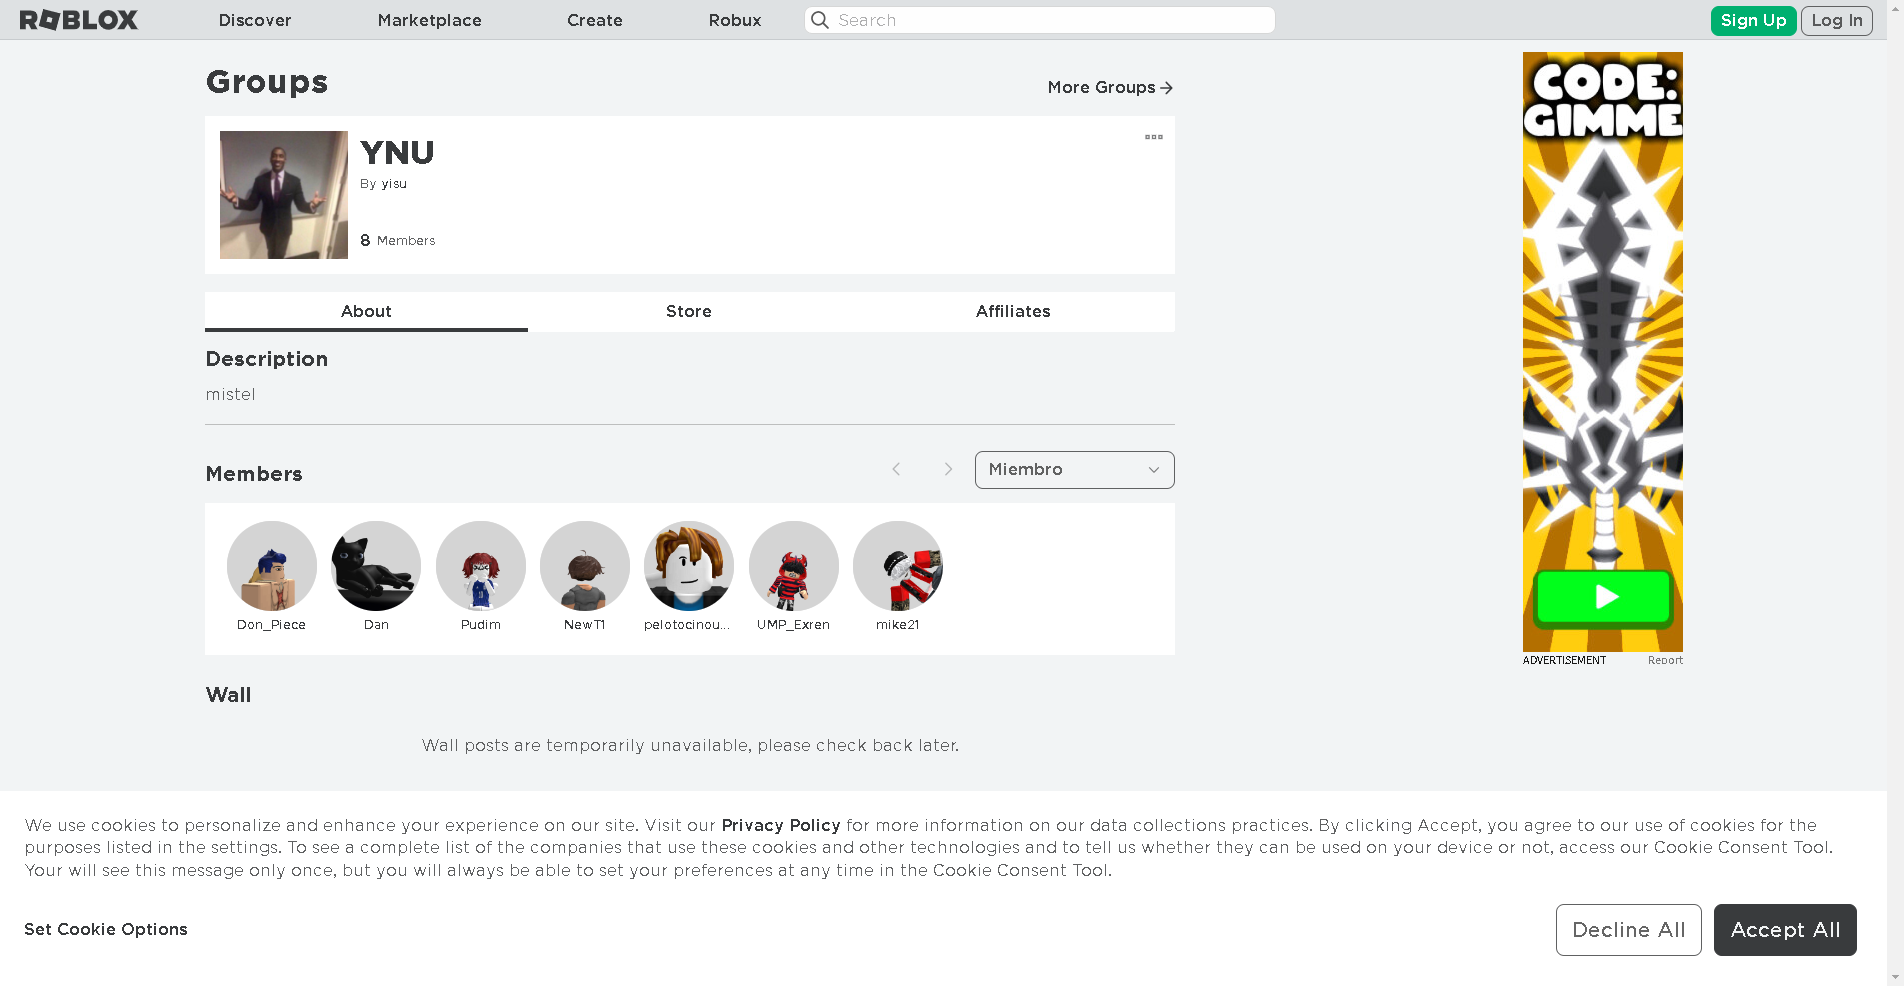 ROBLOX
Discover
Marketplace
Create
Robux
Search
Sign Up
Log In
Groups
More Groups
YNU
By yisu
8 Members
About
Store
Affiliates
Description
mistel
Members
Miembro
Don_Piece
Dan
Pudim
NewT1
pelotocinou...
UMP_Exren
mike21
Wall
Wall posts are temporarily unavailable, please check back later.
CODE:
GIMME
ADVERTISEMENT
Report
We use cookies to personalize and enhance your experience on our site. Visit our Privacy Policy for more information on our data collections practices. By clicking Accept, you agree to our use of cookies for the
purposes listed in the settings. To see a complete list of the companies that use these cookies and other technologies and to tell us whether they can be used on your device or not, access our Cookie Consent Tool.
Your will see this message only once, but you will always be able to set your preferences at any time in the Cookie Consent Tool.
Set Cookie Options
Decline All
Accept All